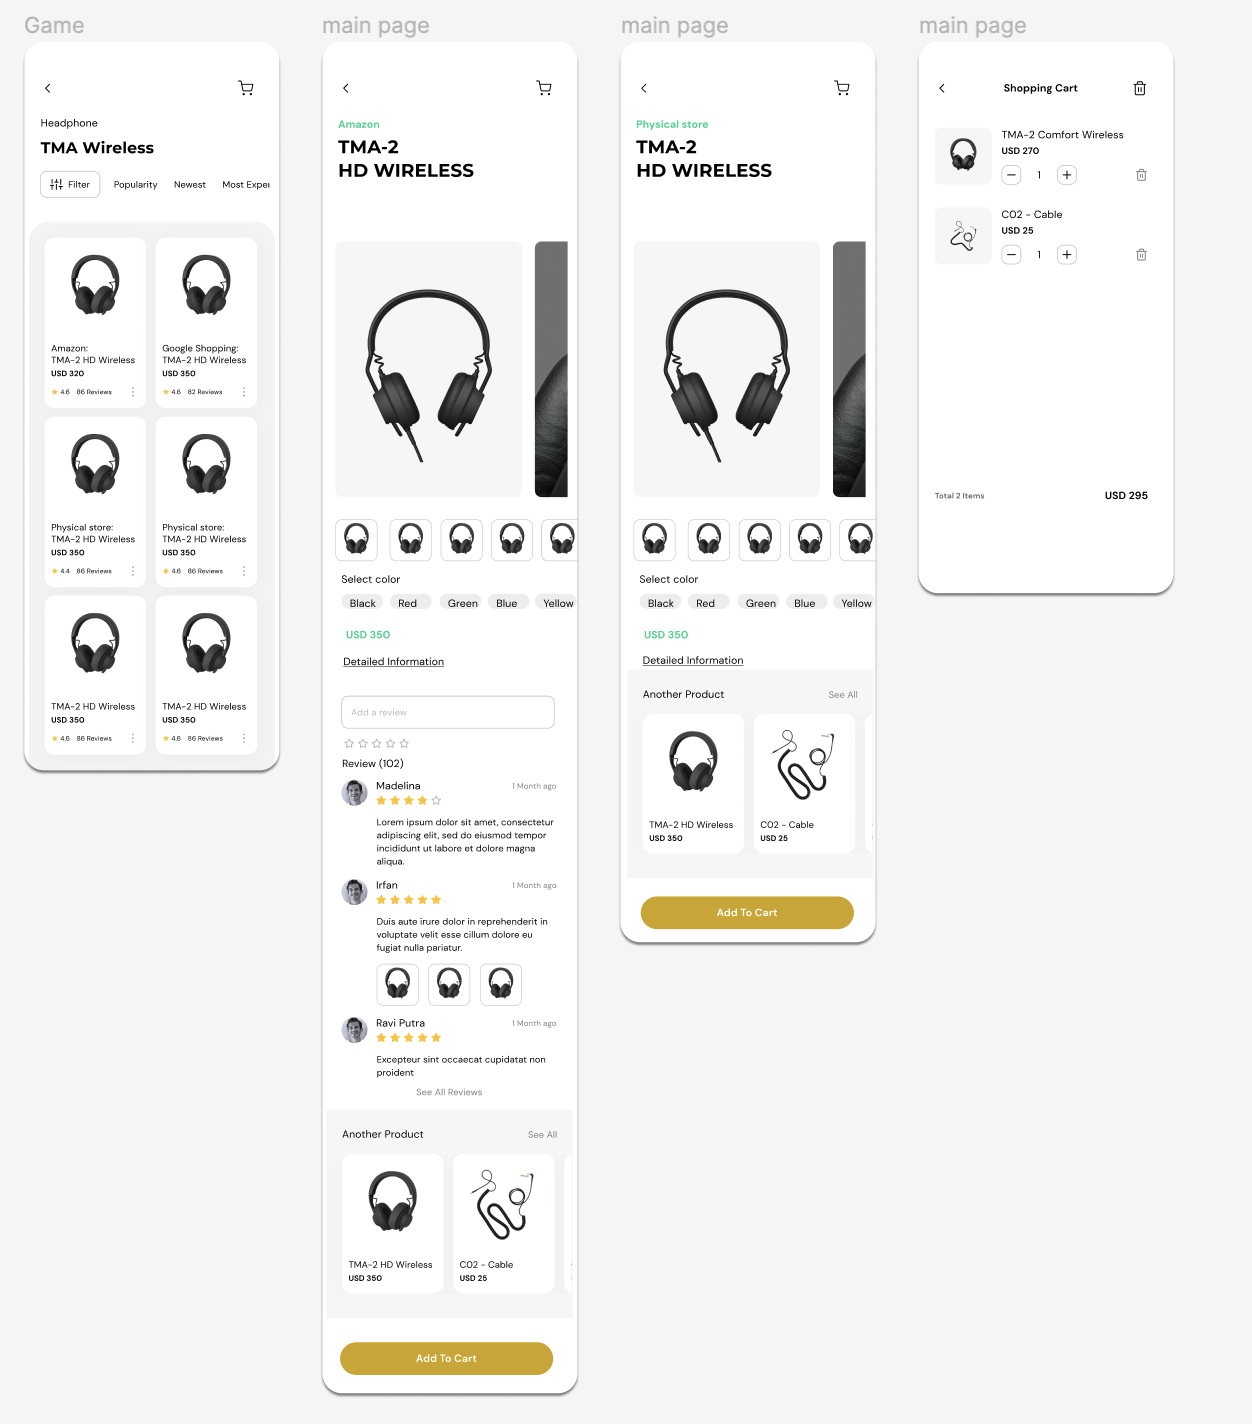 Game
Headphone
TMA Wireless
Filter
Popularity
Newest
Most Exper
Amazon:
TMA-2 HD Wireless
USD 320
4.6 86 Reviews
Google Shopping:
TMA-2 HD Wireless
USD 350
4.6 82 Reviews
Physical store:
TMA-2 HD Wireless
USD 350
4.4 86 Reviews
Physical store:
TMA-2 HD Wireless
USD 350
4.6 86 Reviews
TMA-2 HD Wireless
USD 350
4.6 86 Reviews
TMA-2 HD Wireless
USD 350
4.6 86 Reviews
main page
Amazon
TMA-2
HD WIRELESS
Select color
Black
Red
Green
Blue
Yellow
USD 350
Detailed Information
Add a review
Review (102)
Madelina
1 Month ago
Lorem ipsum dolor sit amet, consectetur
adipiscing elit, sed do eiusmod tempor
incididunt ut labore et dolore magna
aliqua.
Irfan
1 Month ago
Duis aute irure dolor in reprehenderit in
voluptate velit esse cillum dolore eu
fugiat nulla pariatur.
Ravi Putra
1 Month ago
Excepteur sint occaecat cupidatat non
proident
See All Reviews
Another Product
See All
TMA-2 HD Wireless
USD 350
CO2 - Cable
USD 25
Add To Cart
main page
Physical store
TMA-2
HD WIRELESS
Select color
Black
Red
Green
Blue
Yellow
USD 350
Detailed Information
Another Product
See All
TMA-2 HD Wireless
USD 350
CO2 - Cable
USD 25
Add To Cart
main page
Shopping Cart
TMA-2 Comfort Wireless
USD 270
1
CO2 - Cable
USD 25
1
Total 2 Items
USD 295